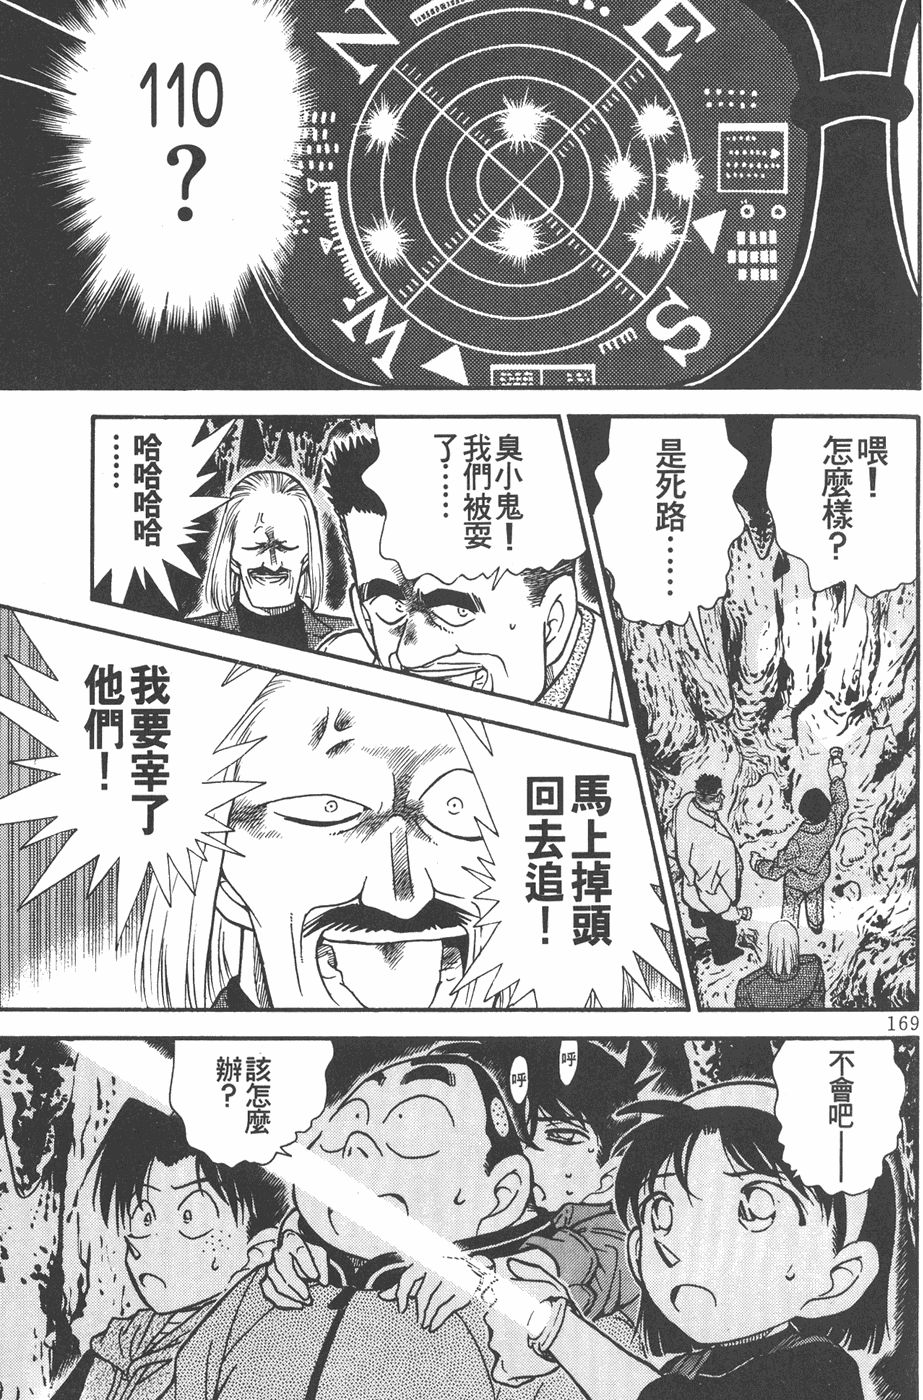 N
E
S
W
110
？
喂！
怎麼樣？
是死路……
臭小鬼！
我們被耍
了……
哈哈哈哈
……
馬上掉頭
回去追！
我要宰了
他們！
169
不會吧──
呼
呼
該怎麼
辦？